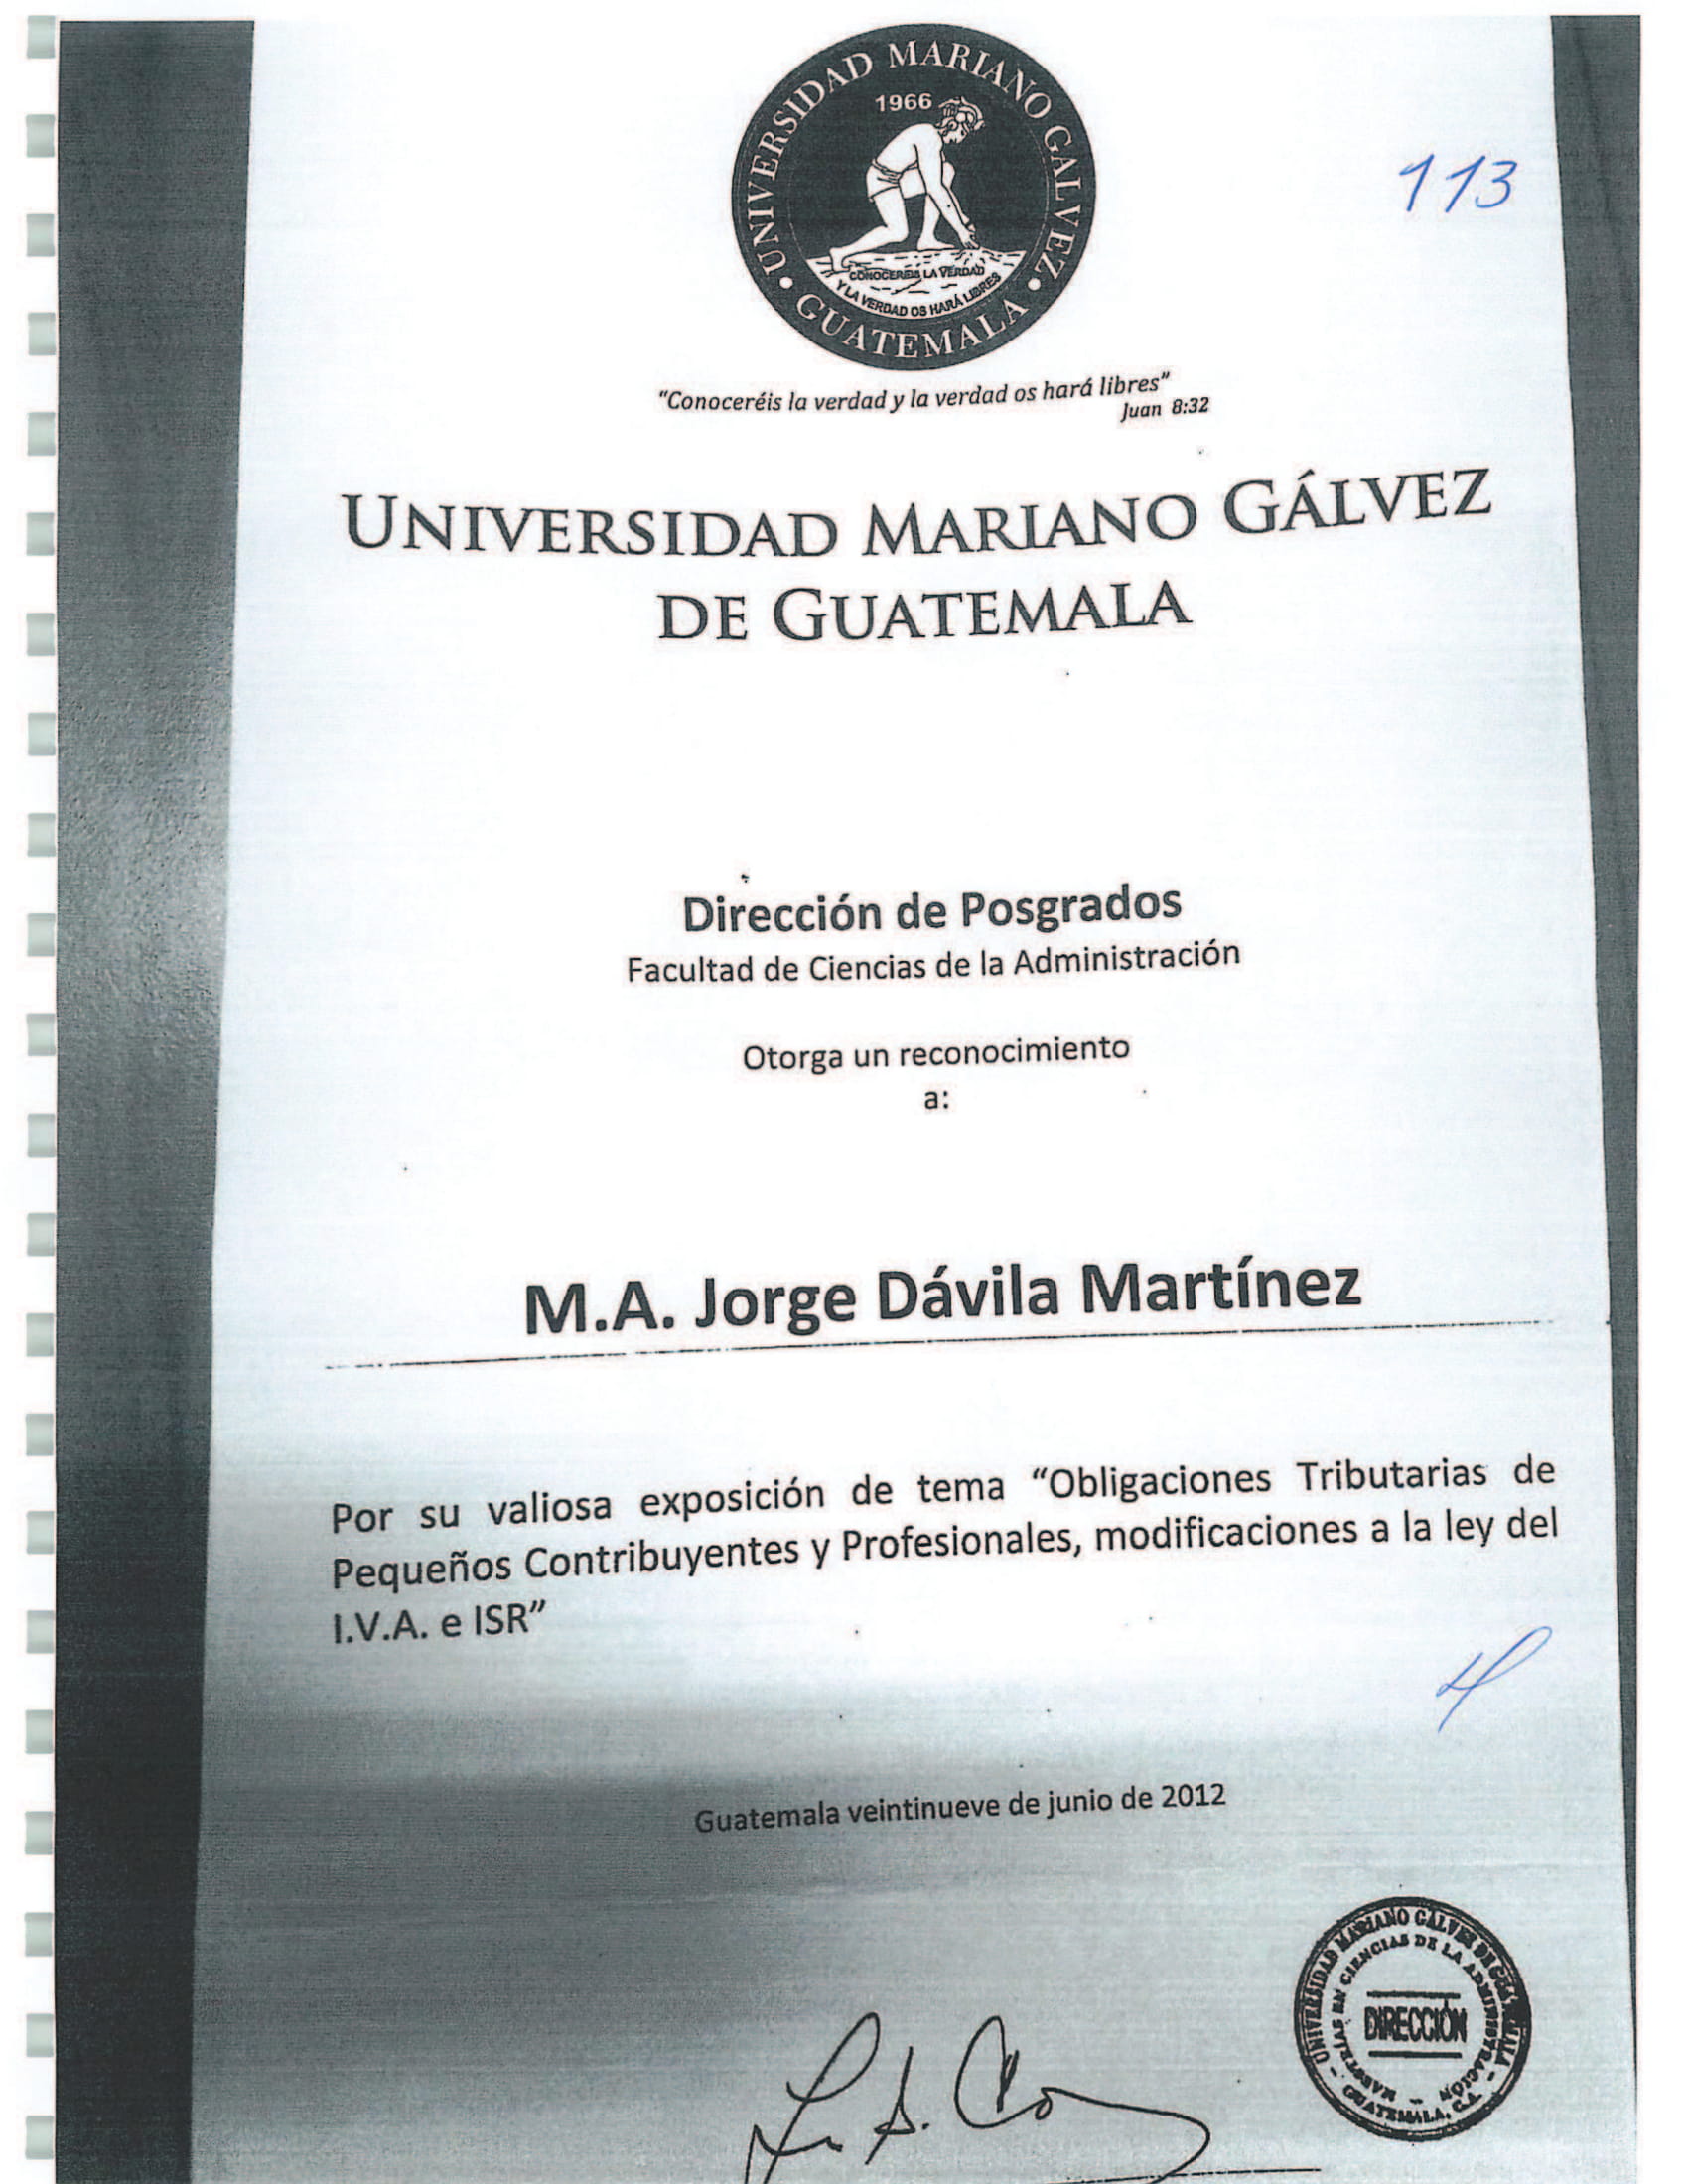 UNIVERSIDAD MARIANO GALVEZ
1966
CONOCEREIS LA VERDAD
Y LA VERDAD OS HARÁ LIBRES
GUATEMALA
113
"Conoceréis la verdad y la verdad os hará libres"
Juan 8:32
UNIVERSIDAD MARIANO GÁLVEZ
DE GUATEMALA
Dirección de Posgrados
Facultad de Ciencias de la Administración
Otorga un reconocimiento
a:
M.A. Jorge Dávila Martínez
Por su valiosa exposición de tema "Obligaciones Tributarias de
Pequeños Contribuyentes y Profesionales, modificaciones a la ley del
I.V.A. e ISR"
Guatemala veintinueve de junio de 2012
UNIVERSIDAD MARIANO GALVEZ DE GUATEMALA
MAESTRÍAS EN CIENCIAS DE LA ADMINISTRACIÓN
DIRECCIÓN
GUATEMALA, C.A.